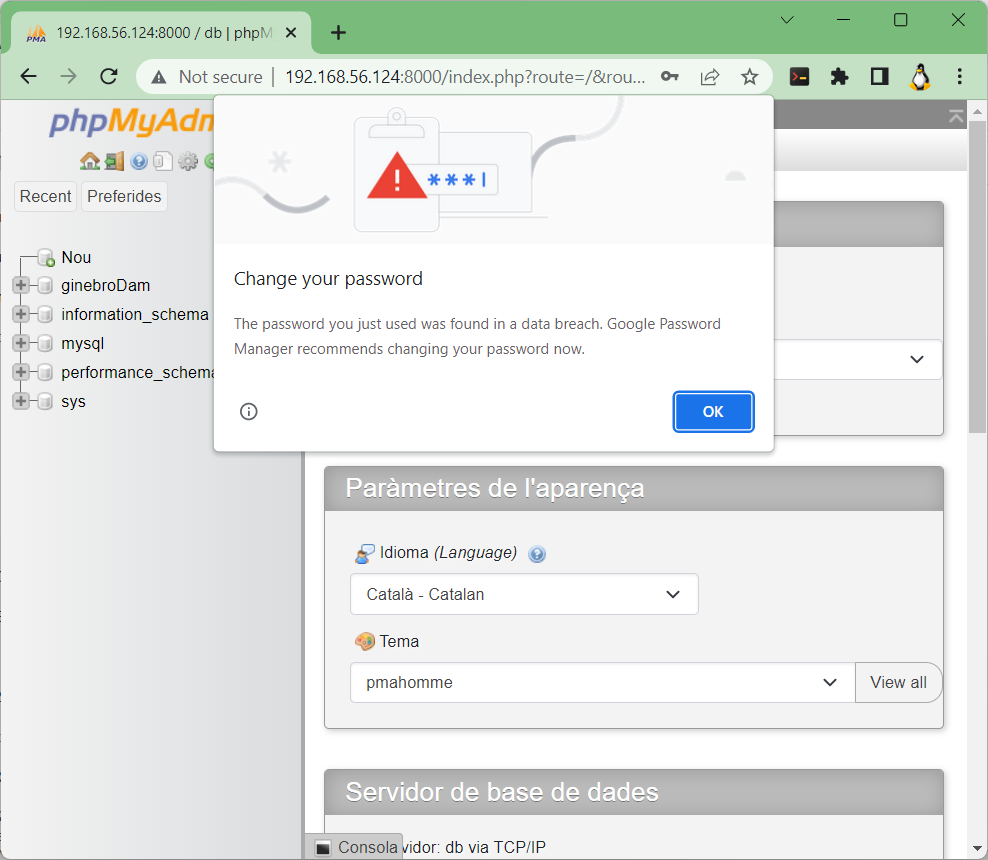 192.168.56.124:8000 / db | phpM
Not secure
192.168.56.124:8000/index.php?route=/&rou...
phpMyAdm
Recent
Preferides
Nou
ginebroDam
information_schema
mysql
performance_schema
sys
***
Change your password
The password you just used was found in a data breach. Google Password
Manager recommends changing your password now.
OK
Paràmetres de l'aparença
Idioma (Language)
Català - Catalan
Tema
pmahomme
View all
Servidor de base de dades
Consola
vidor: db via TCP/IP